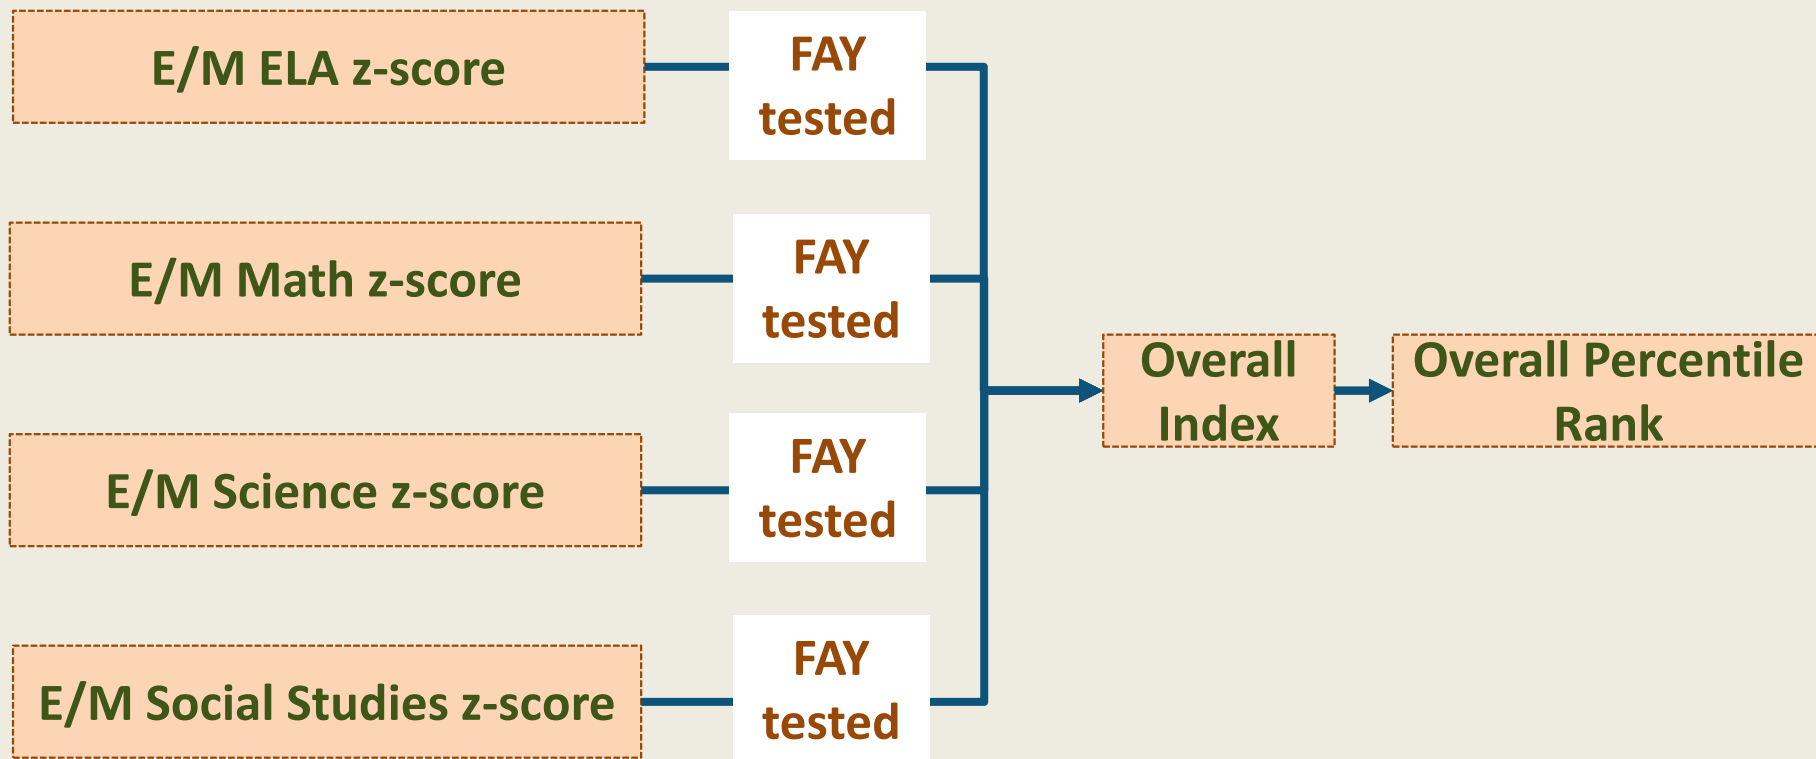 E/M ELA z-score
FAY
tested
E/M Math z-score
FAY
tested
E/M Science z-score
FAY
tested
E/M Social Studies z-score
FAY
tested
Overall
Index
Overall Percentile
Rank